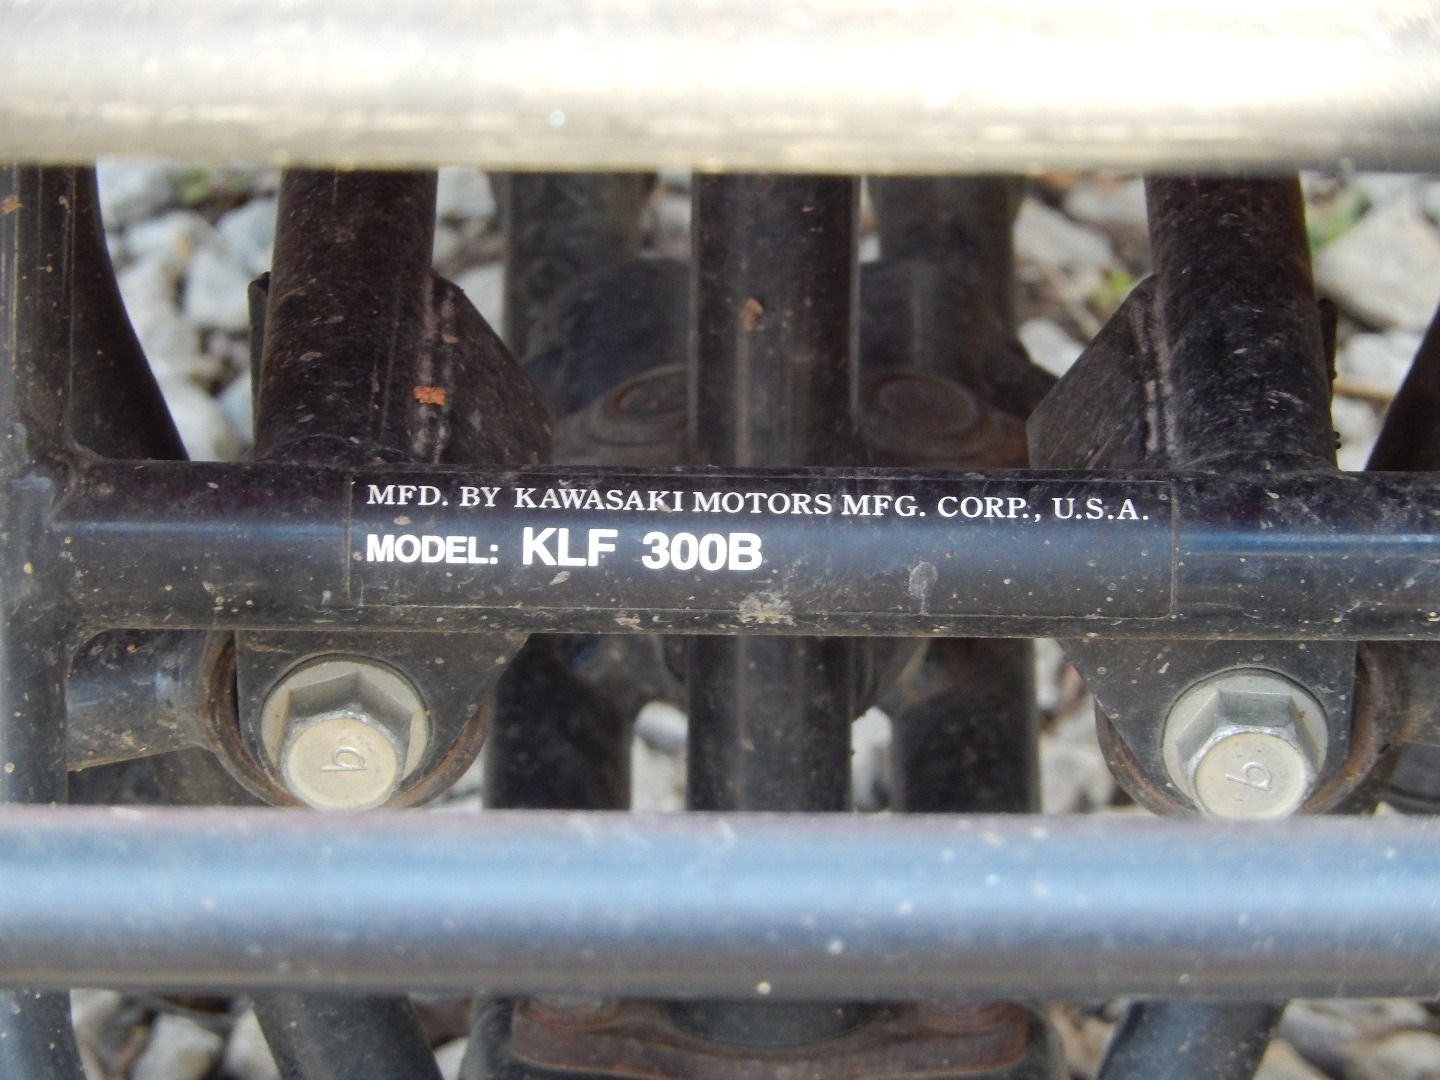 MFD. BY KAWASAKI MOTORS MFG. CORP., U.S.A.
MODEL: KLF 300B